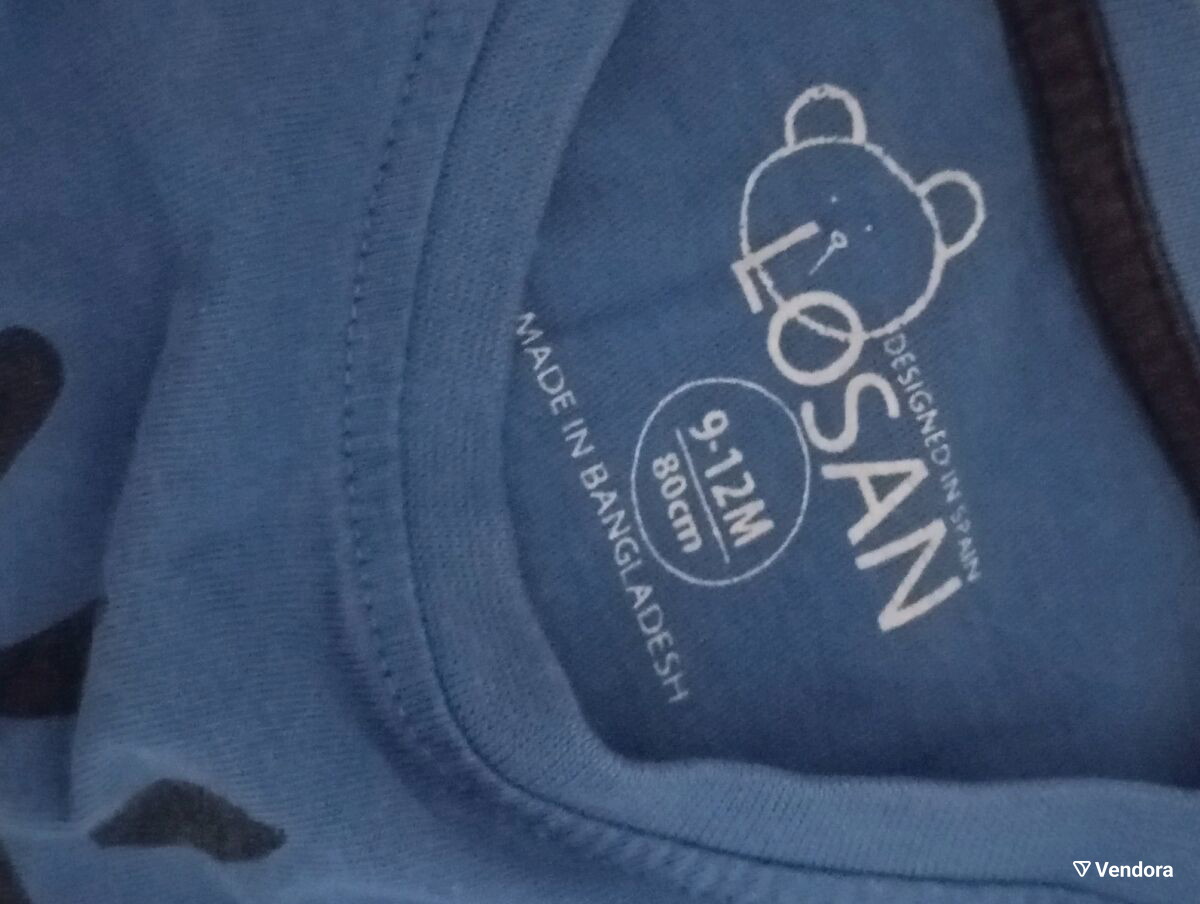 LOSAN
DESIGNED IN SPAIN
9-12M
80cm
MADE IN BANGLADESH
Vendora